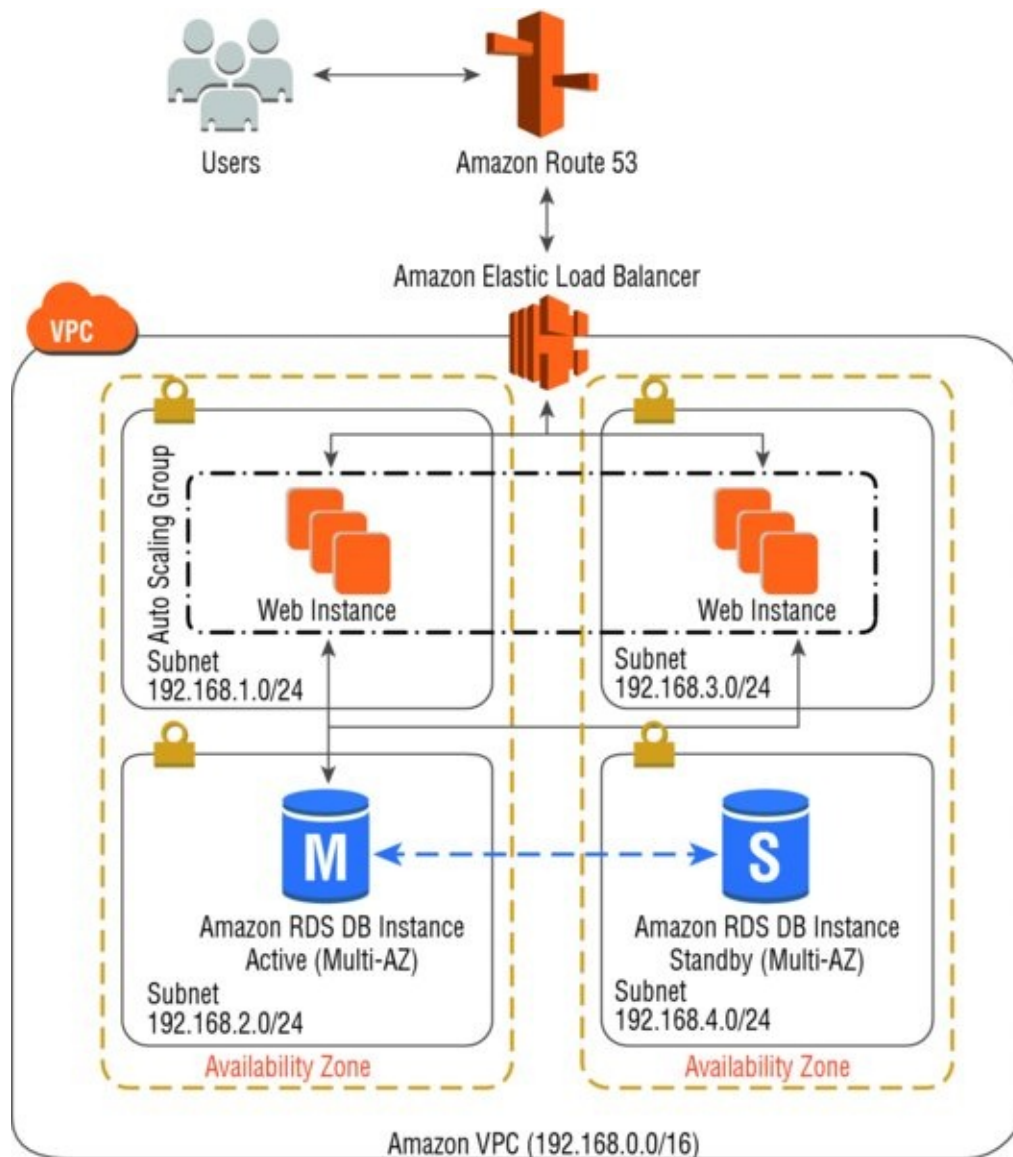 Users
Amazon Route 53
Amazon Elastic Load Balancer
VPC
Auto Scaling Group
Web Instance
Web Instance
Subnet
192.168.1.0/24
Subnet
192.168.3.0/24
M
S
Amazon RDS DB Instance
Active (Multi-AZ)
Amazon RDS DB Instance
Standby (Multi-AZ)
Subnet
192.168.2.0/24
Subnet
192.168.4.0/24
Availability Zone
Availability Zone
Amazon VPC (192.168.0.0/16)